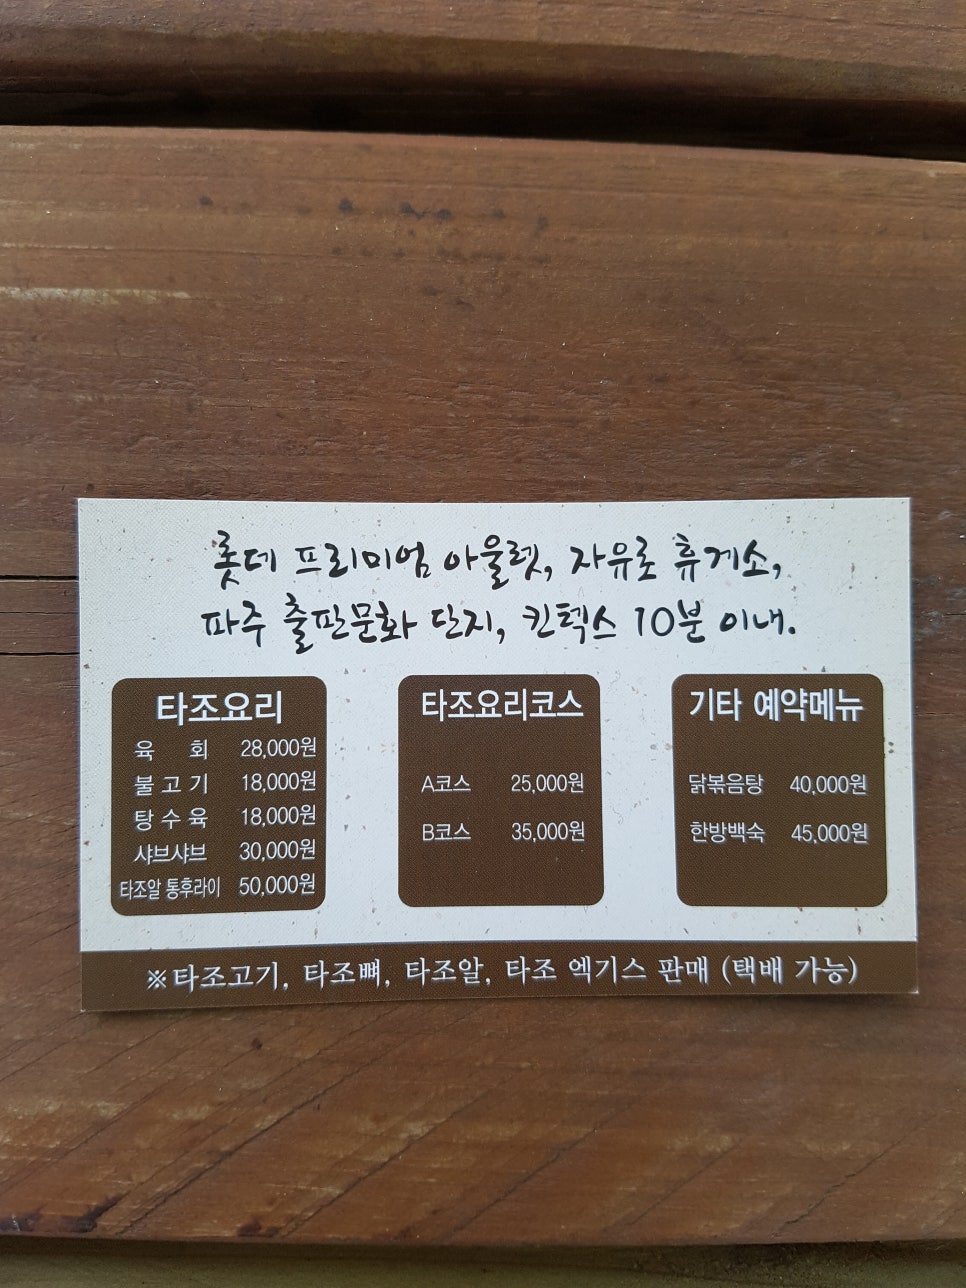 롯데 프리미엄 아울렛, 자유로 휴게소,
파주 출판문화 단지, 킨텍스 10분 이내.
타조요리
육 회 28,000원
불고기 18,000원
탕수육 18,000원
샤브샤브 30,000원
타조알 통후라이 50,000원
타조요리코스
A코스 25,000원
B코스 35,000원
기타 예약메뉴
닭볶음탕 40,000원
한방백숙 45,000원
※타조고기, 타조뼈, 타조알, 타조 엑기스 판매 (택배 가능)